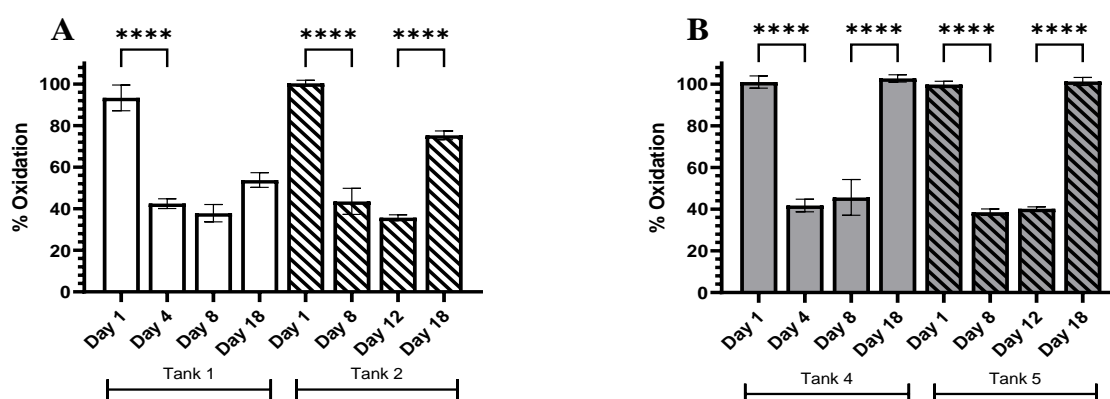 A
**** **** ****
% Oxidation
100
80
60
40
20
0
Day 1 Day 4 Day 8 Day 18 Day 1 Day 8 Day 12 Day 18
Tank 1 Tank 2
B
**** **** **** ****
% Oxidation
100
80
60
40
20
0
Day 1 Day 4 Day 8 Day 18 Day 1 Day 8 Day 12 Day 18
Tank 4 Tank 5